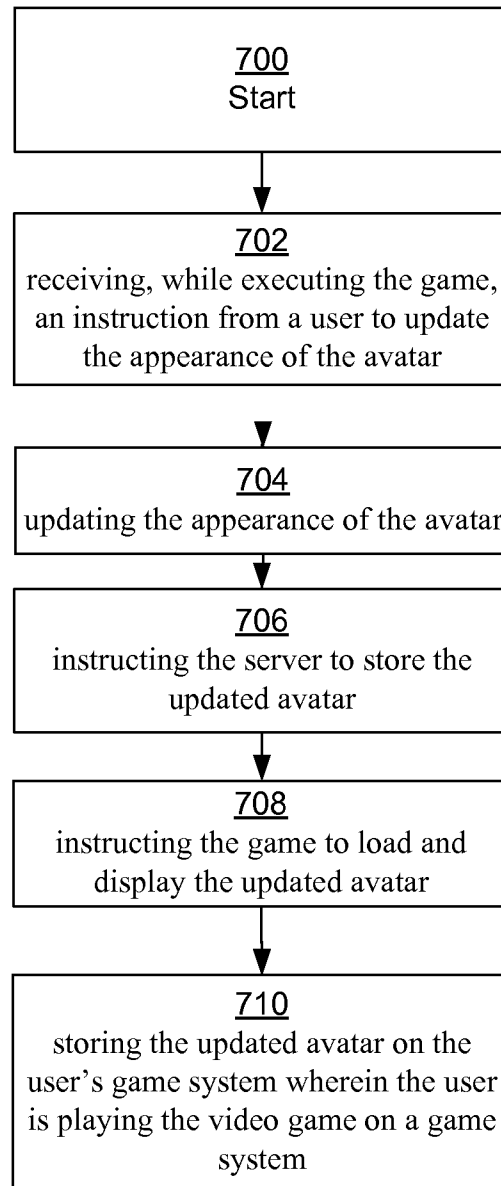 700
Start
702
receiving, while executing the game,
an instruction from a user to update
the appearance of the avatar
704
updating the appearance of the avatar
706
instructing the server to store the
updated avatar
708
instructing the game to load and
display the updated avatar
710
storing the updated avatar on the
user’s game system wherein the user
is playing the video game on a game
system